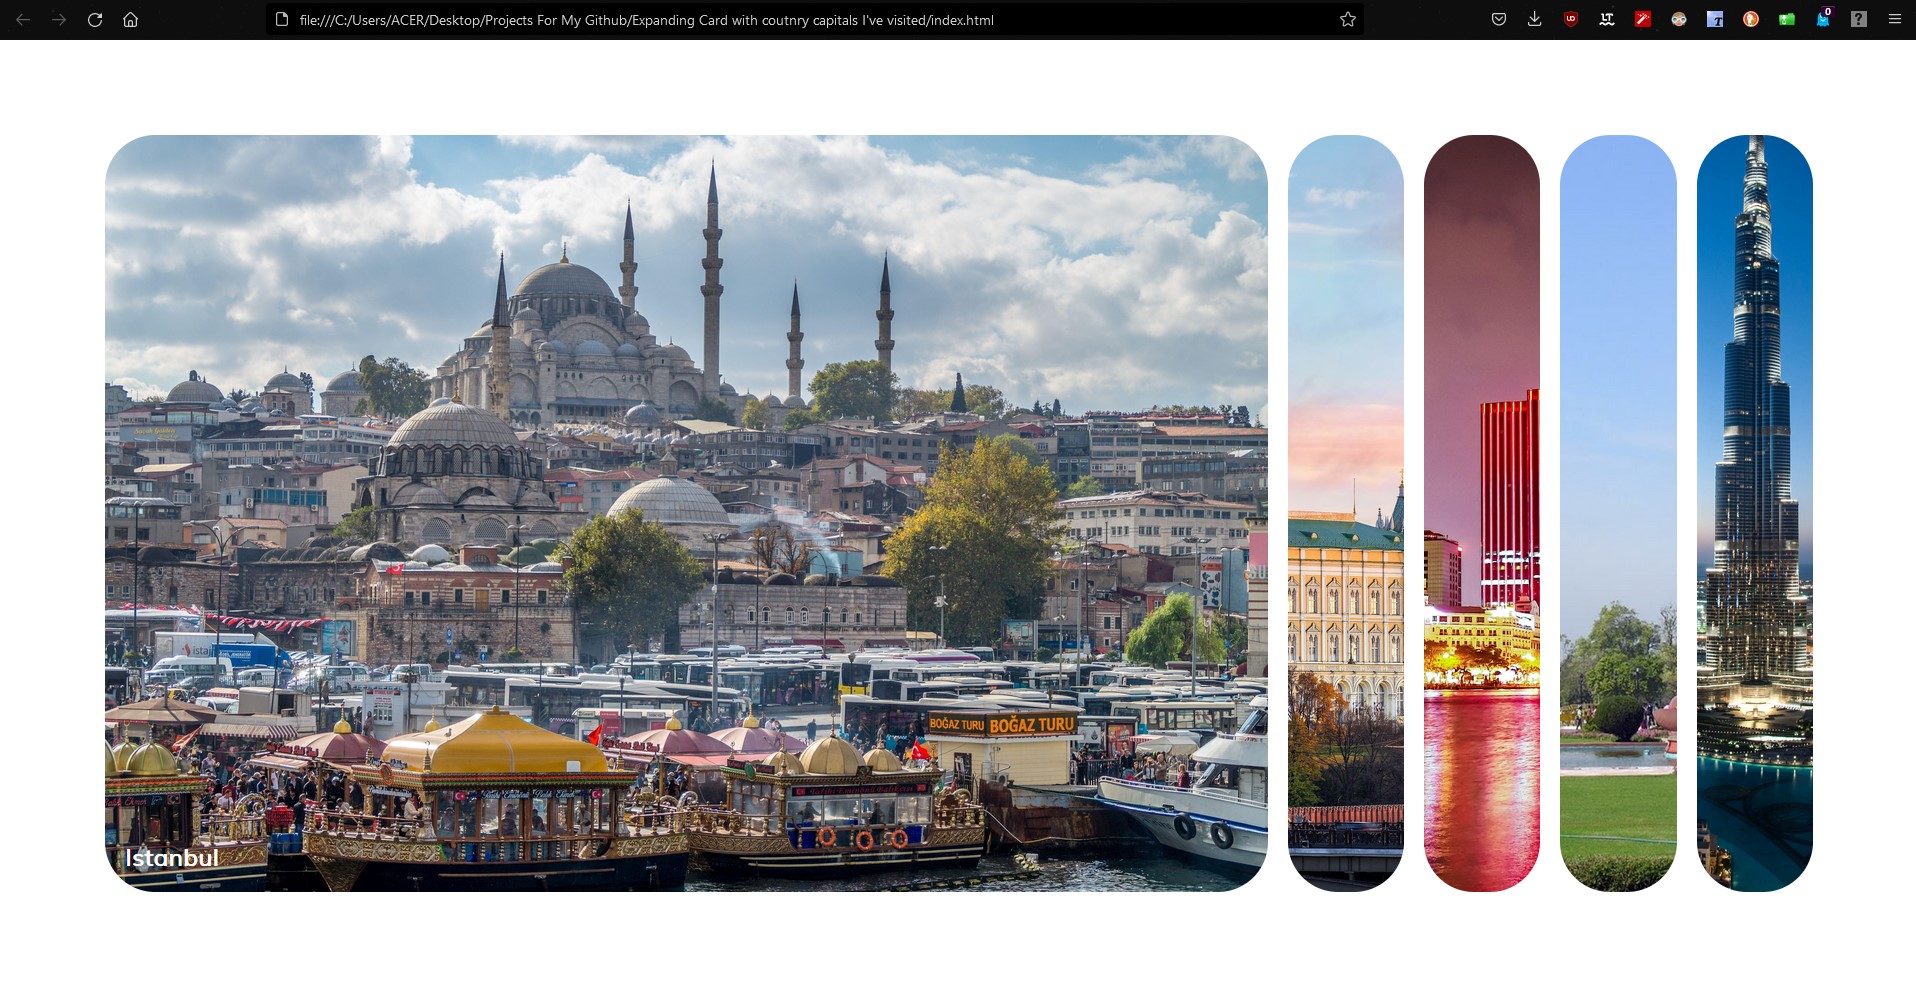 file:///C:/Users/ACER/Desktop/Projects For My Github/Expanding Card with coutnry capitals I've visited/index.html
0
BOĞAZ TURU BOĞAZ TURU
Istanbul